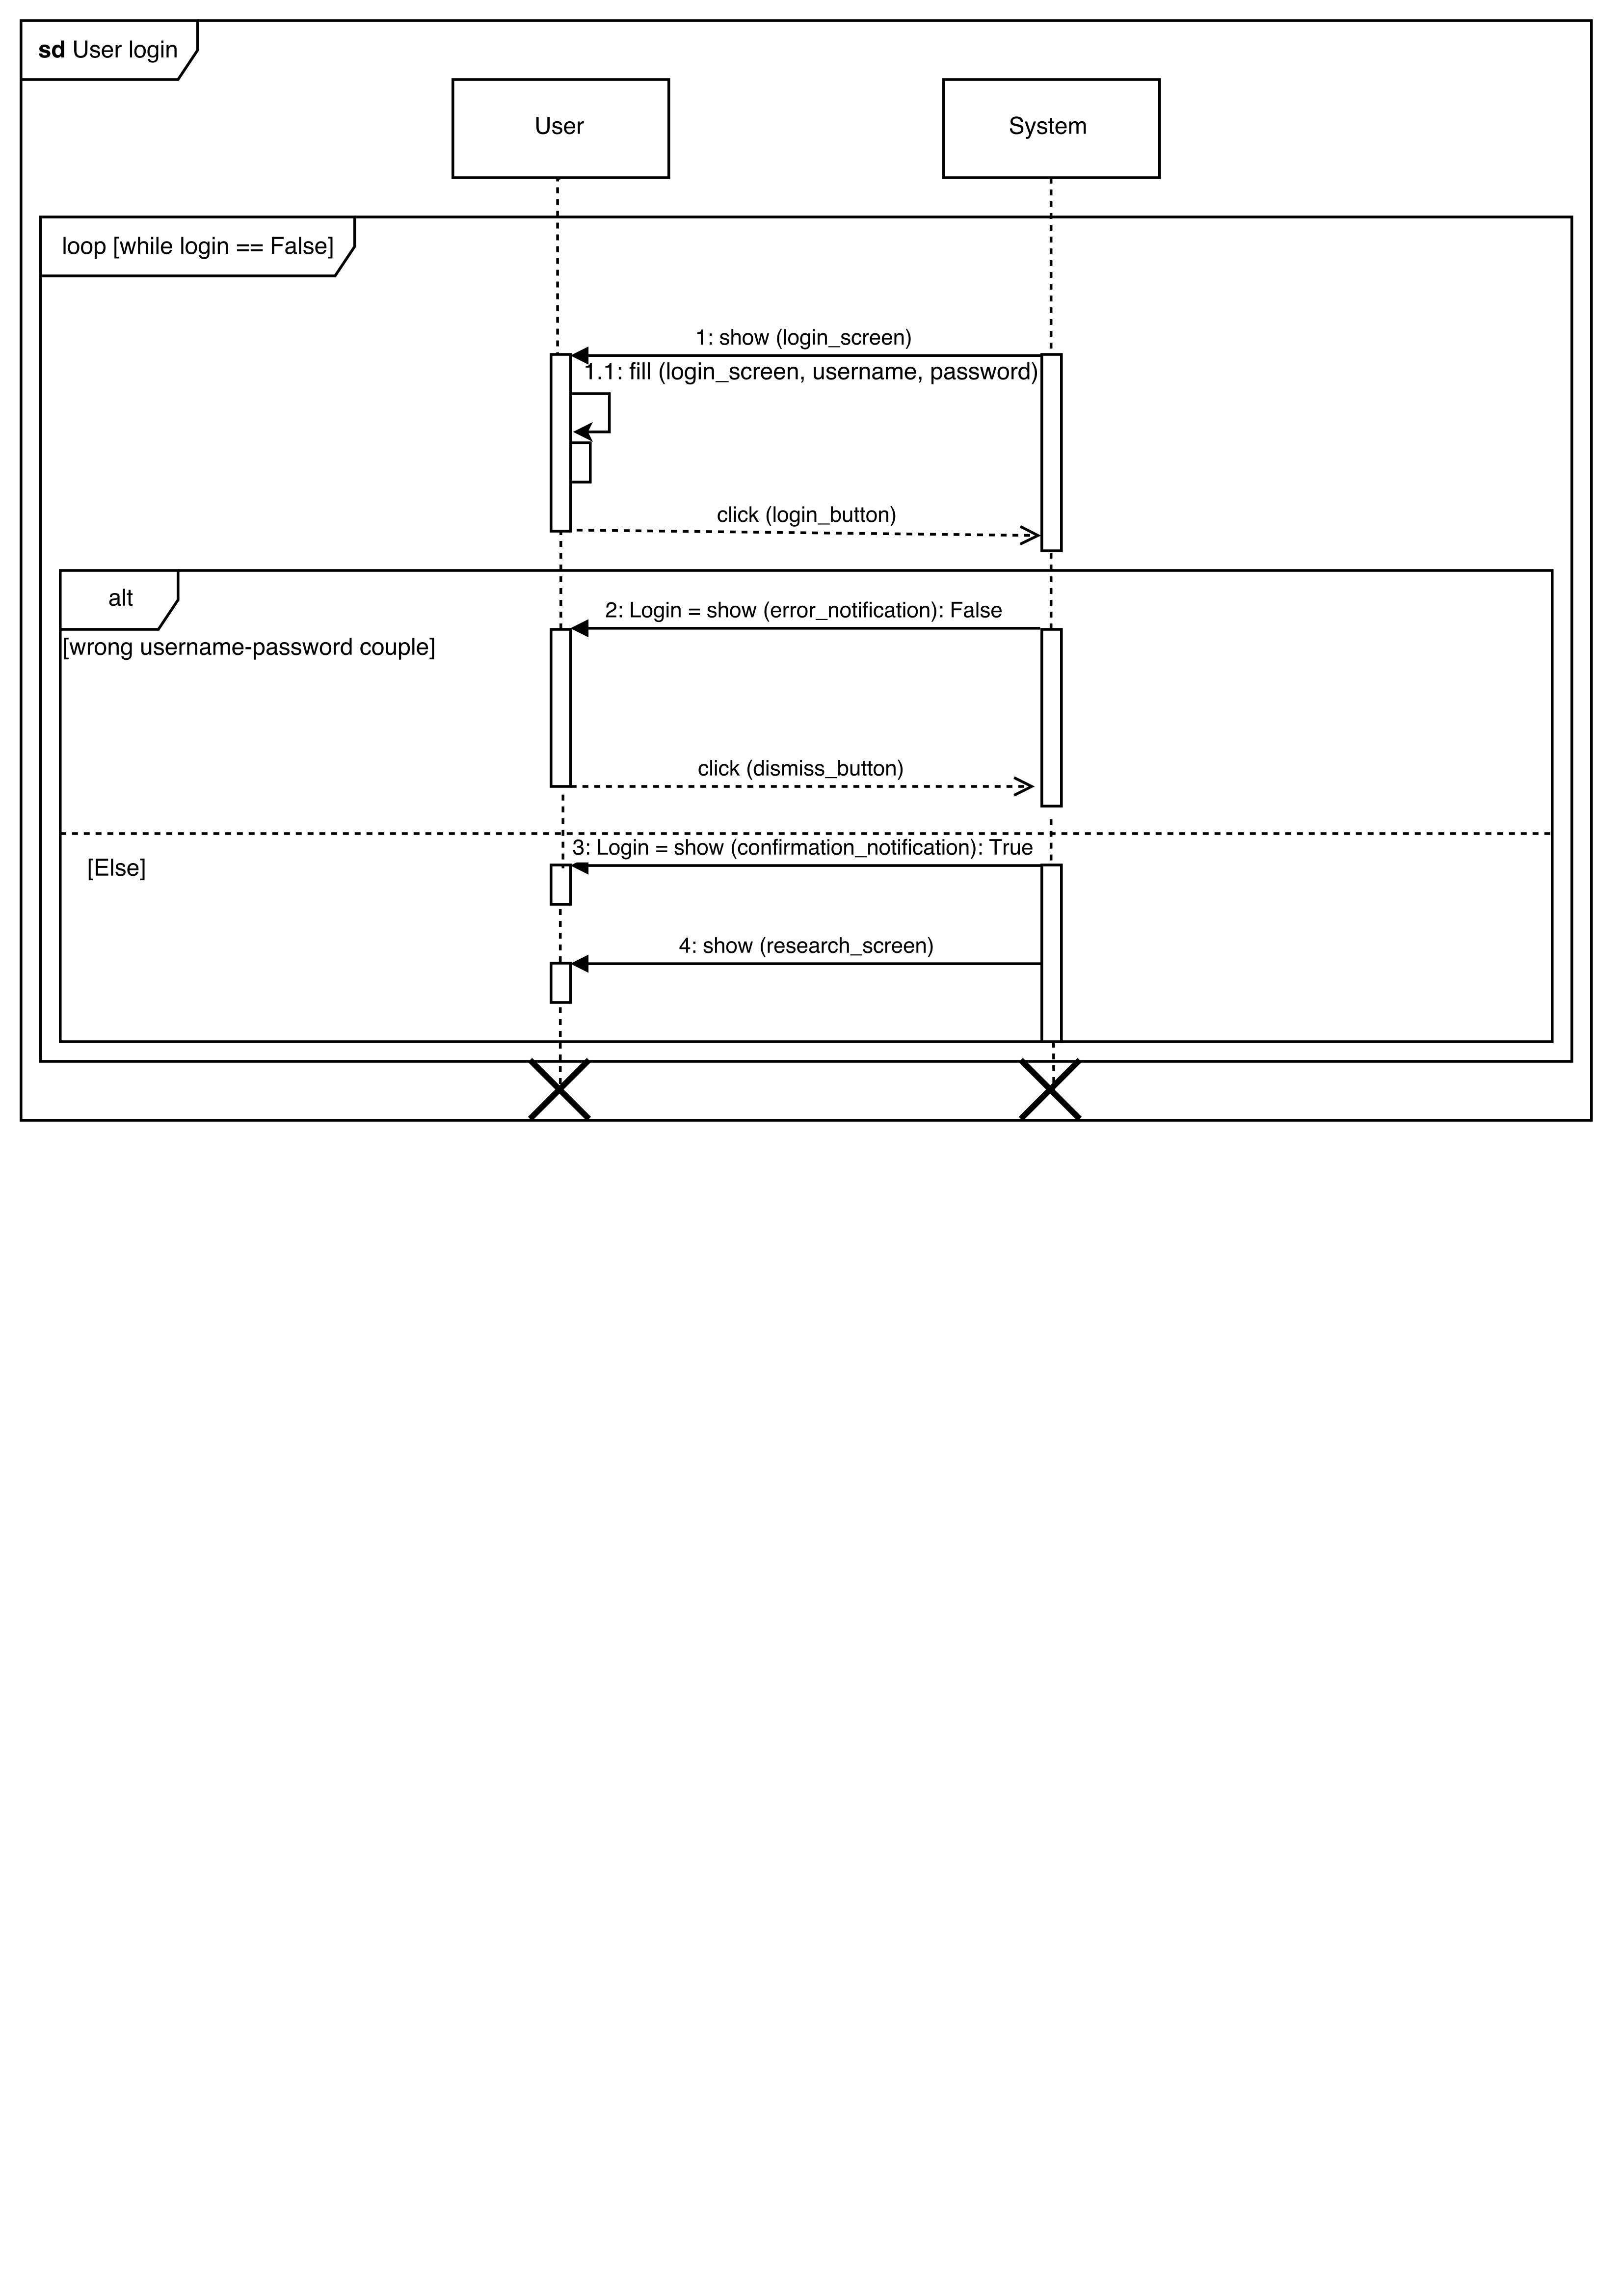 sd User login
User
System
loop [while login == False]
1: show (login_screen)
1.1: fill (login_screen, username, password)
click (login_button)
alt
2: Login = show (error_notification): False
[wrong username-password couple]
click (dismiss_button)
3: Login = show (confirmation_notification): True
[Else]
4: show (research_screen)